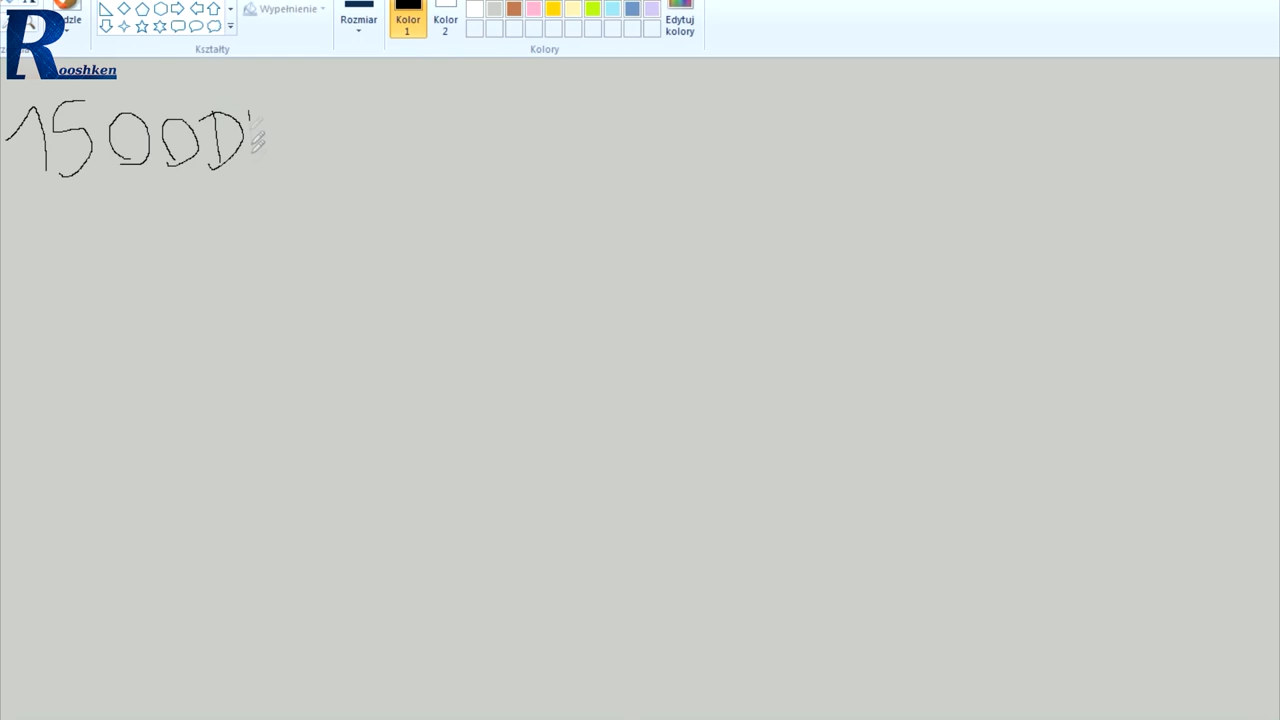 Wypełnienie
Kształty
Rozmiar
Kolor 1
Kolor 2
Edytuj kolory
Kolory
Rooshken
1500D